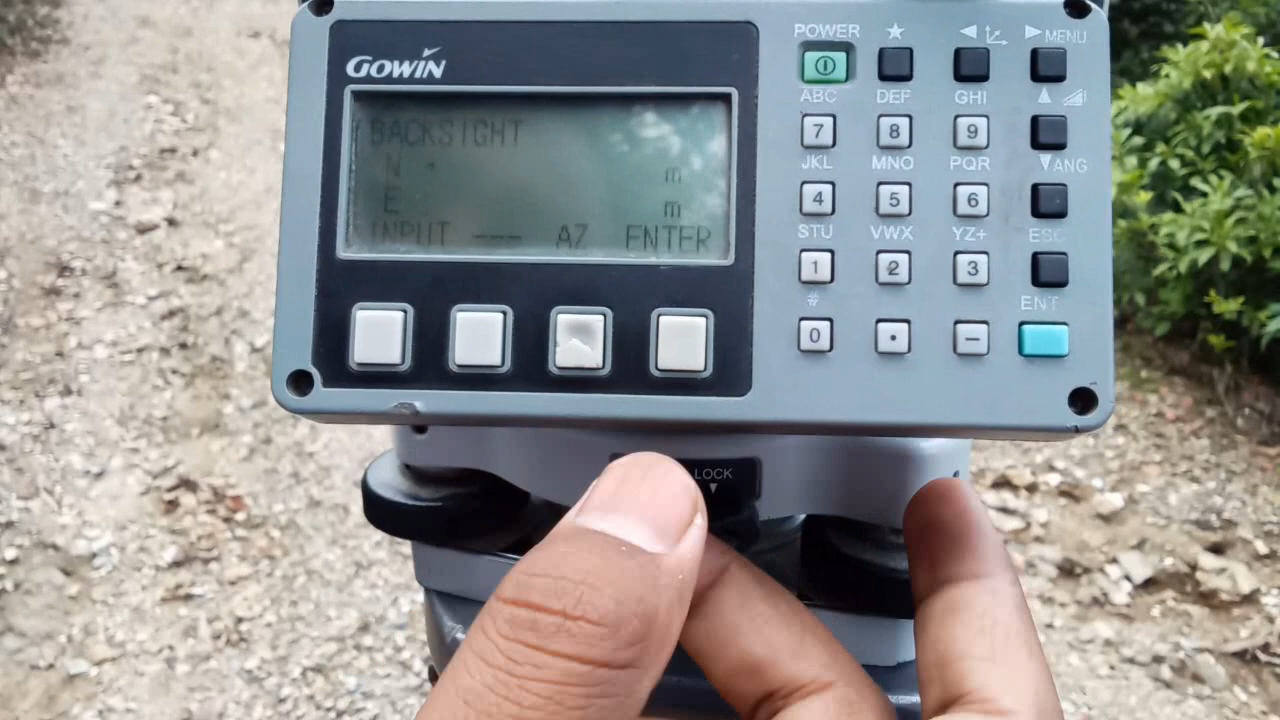 GOWIN
BACKSIGHT
N m
E m
INPUT --- AZ ENTER
POWER ★ ◀ ▶ MENU
ABC DEF GHI ▲
7 8 9
JKL MNO PQR ▼ ANG
4 5 6
STU VWX YZ+ ESC
1 2 3
# ENT
0 • −
LOCK
▼